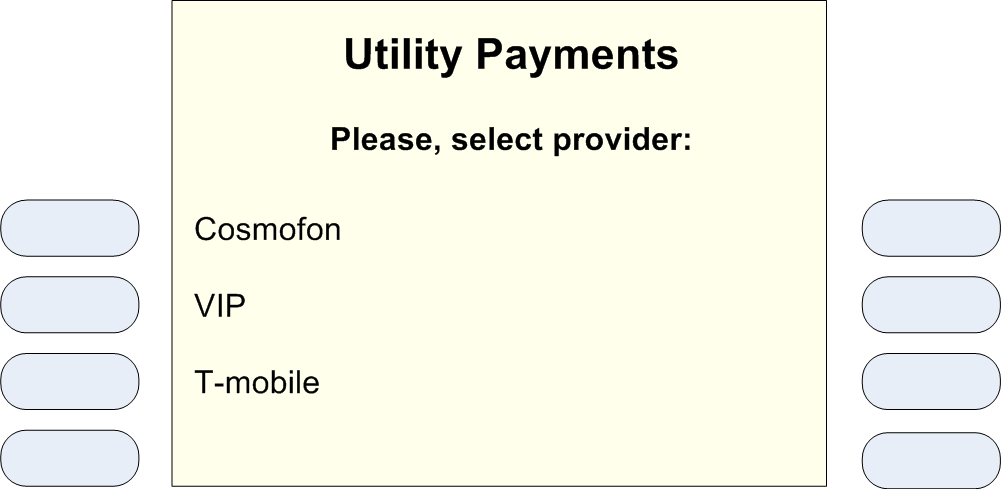 Utility Payments
Please, select provider:
Cosmofon
VIP
T-mobile